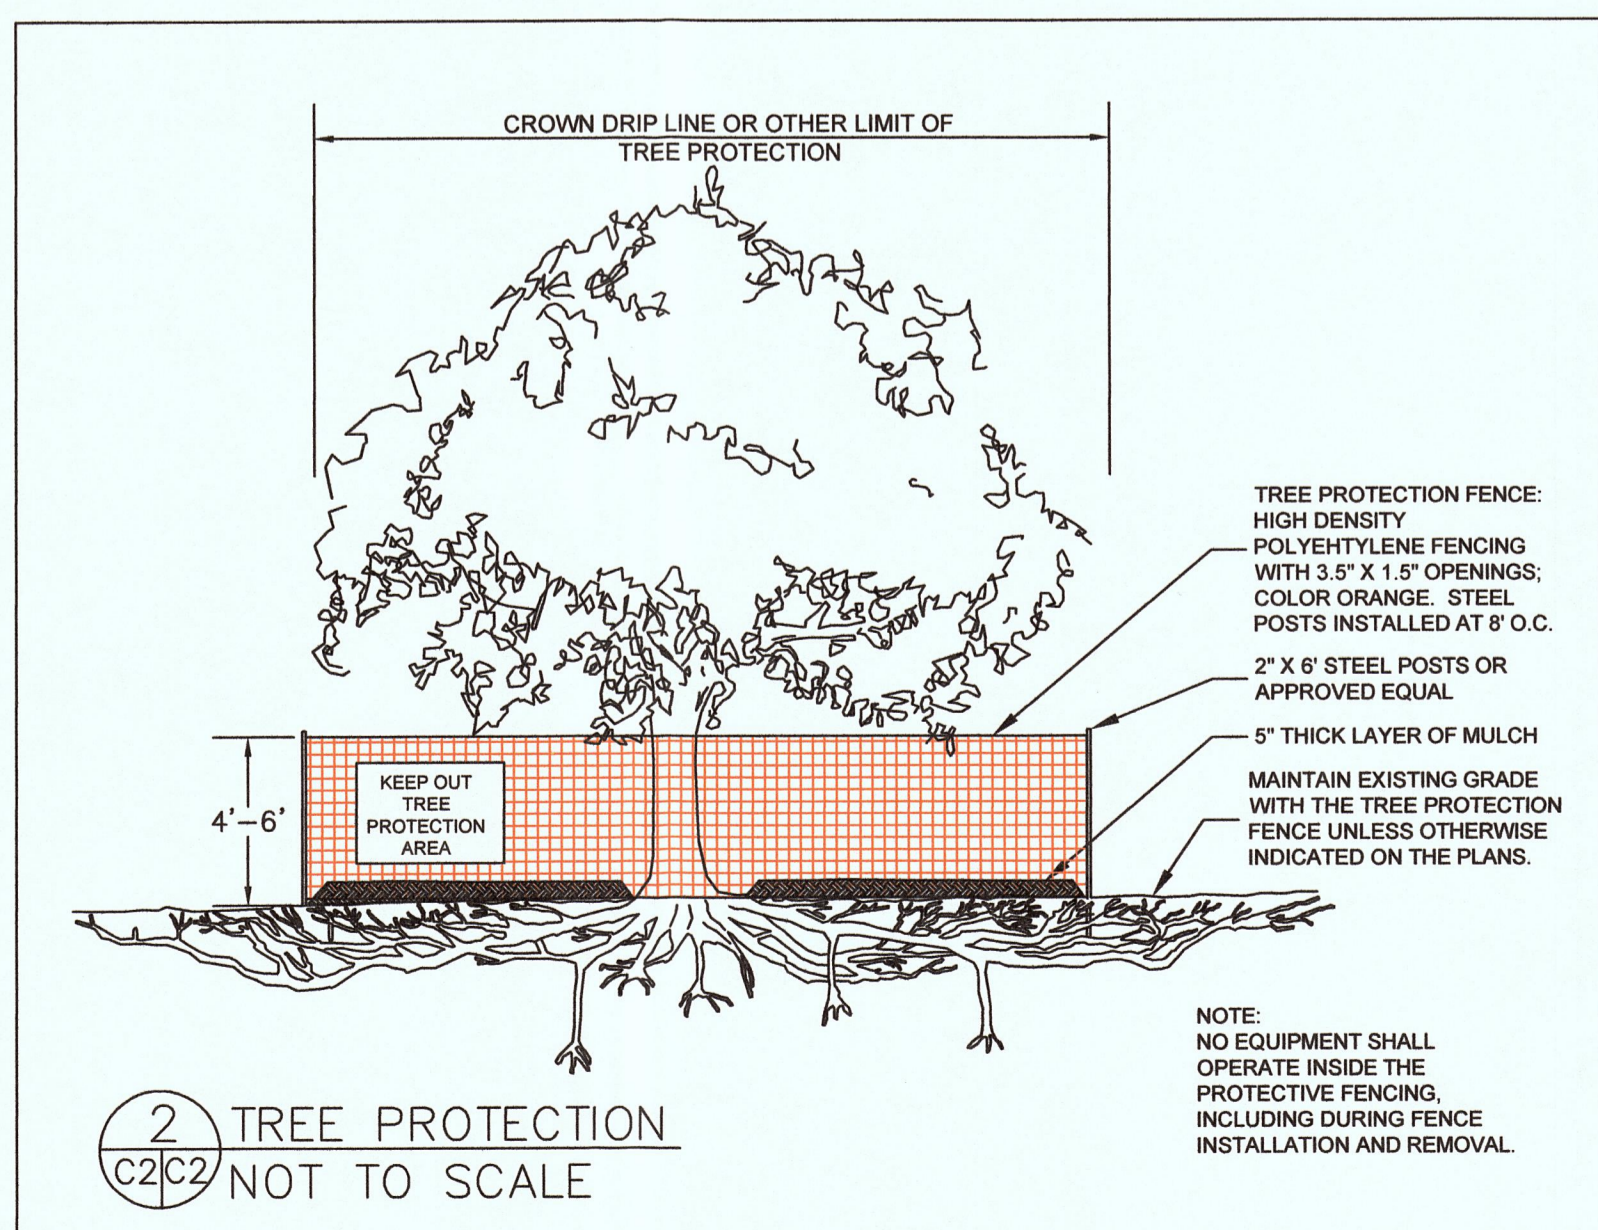 CROWN DRIP LINE OR OTHER LIMIT OF
TREE PROTECTION
TREE PROTECTION FENCE:
HIGH DENSITY
POLYEHTYLENE FENCING
WITH 3.5" X 1.5" OPENINGS;
COLOR ORANGE. STEEL
POSTS INSTALLED AT 8' O.C.
2" X 6' STEEL POSTS OR
APPROVED EQUAL
5" THICK LAYER OF MULCH
MAINTAIN EXISTING GRADE
WITH THE TREE PROTECTION
FENCE UNLESS OTHERWISE
INDICATED ON THE PLANS.
KEEP OUT
TREE
PROTECTION
AREA
4'-6'
NOTE:
NO EQUIPMENT SHALL
OPERATE INSIDE THE
PROTECTIVE FENCING,
INCLUDING DURING FENCE
INSTALLATION AND REMOVAL.
2
C2 C2
TREE PROTECTION
NOT TO SCALE